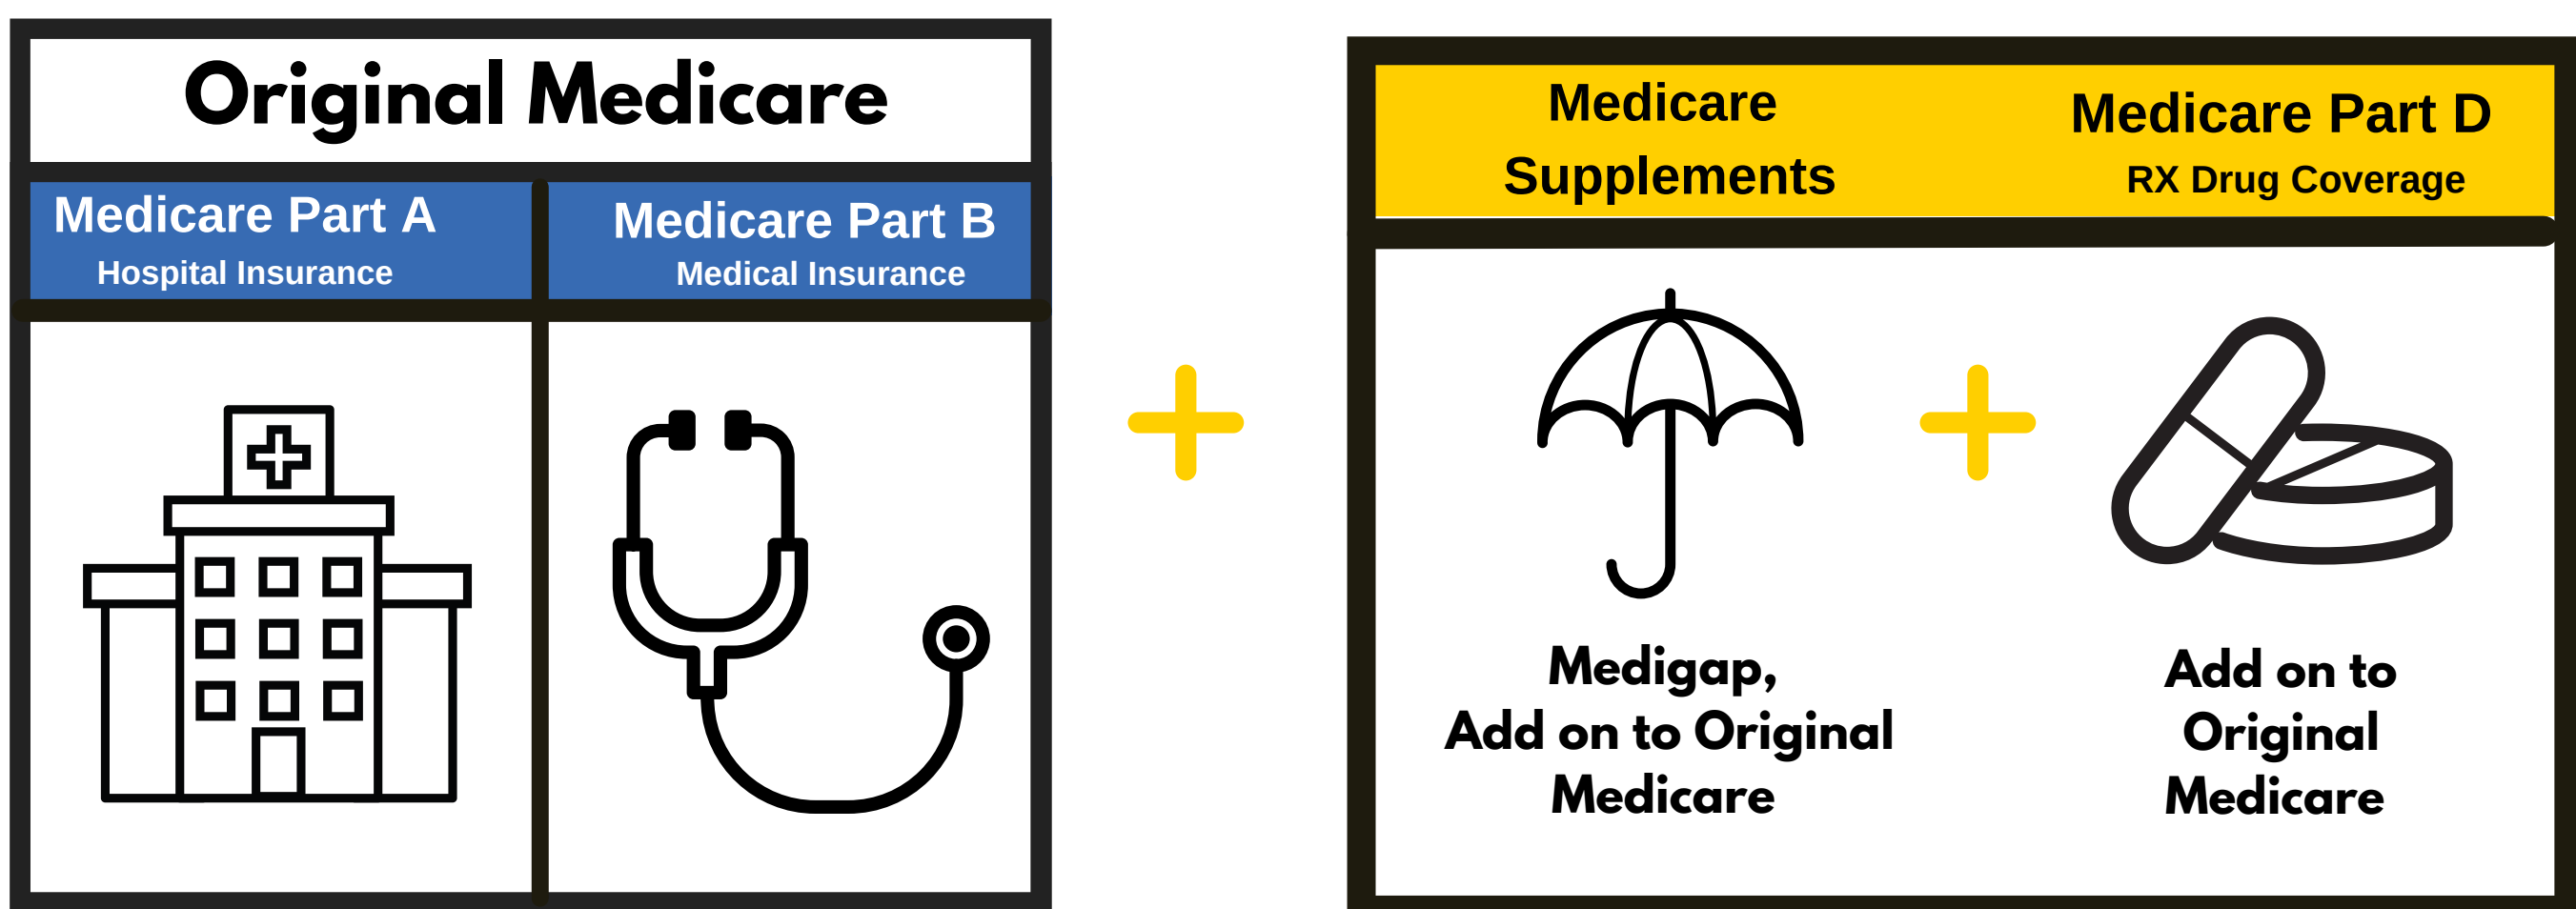 Original Medicare
Medicare Part A
Hospital Insurance
Medicare Part B
Medical Insurance
Medicare
Supplements
Medicare Part D
RX Drug Coverage
Medigap,
Add on to Original
Medicare
Add on to
Original
Medicare